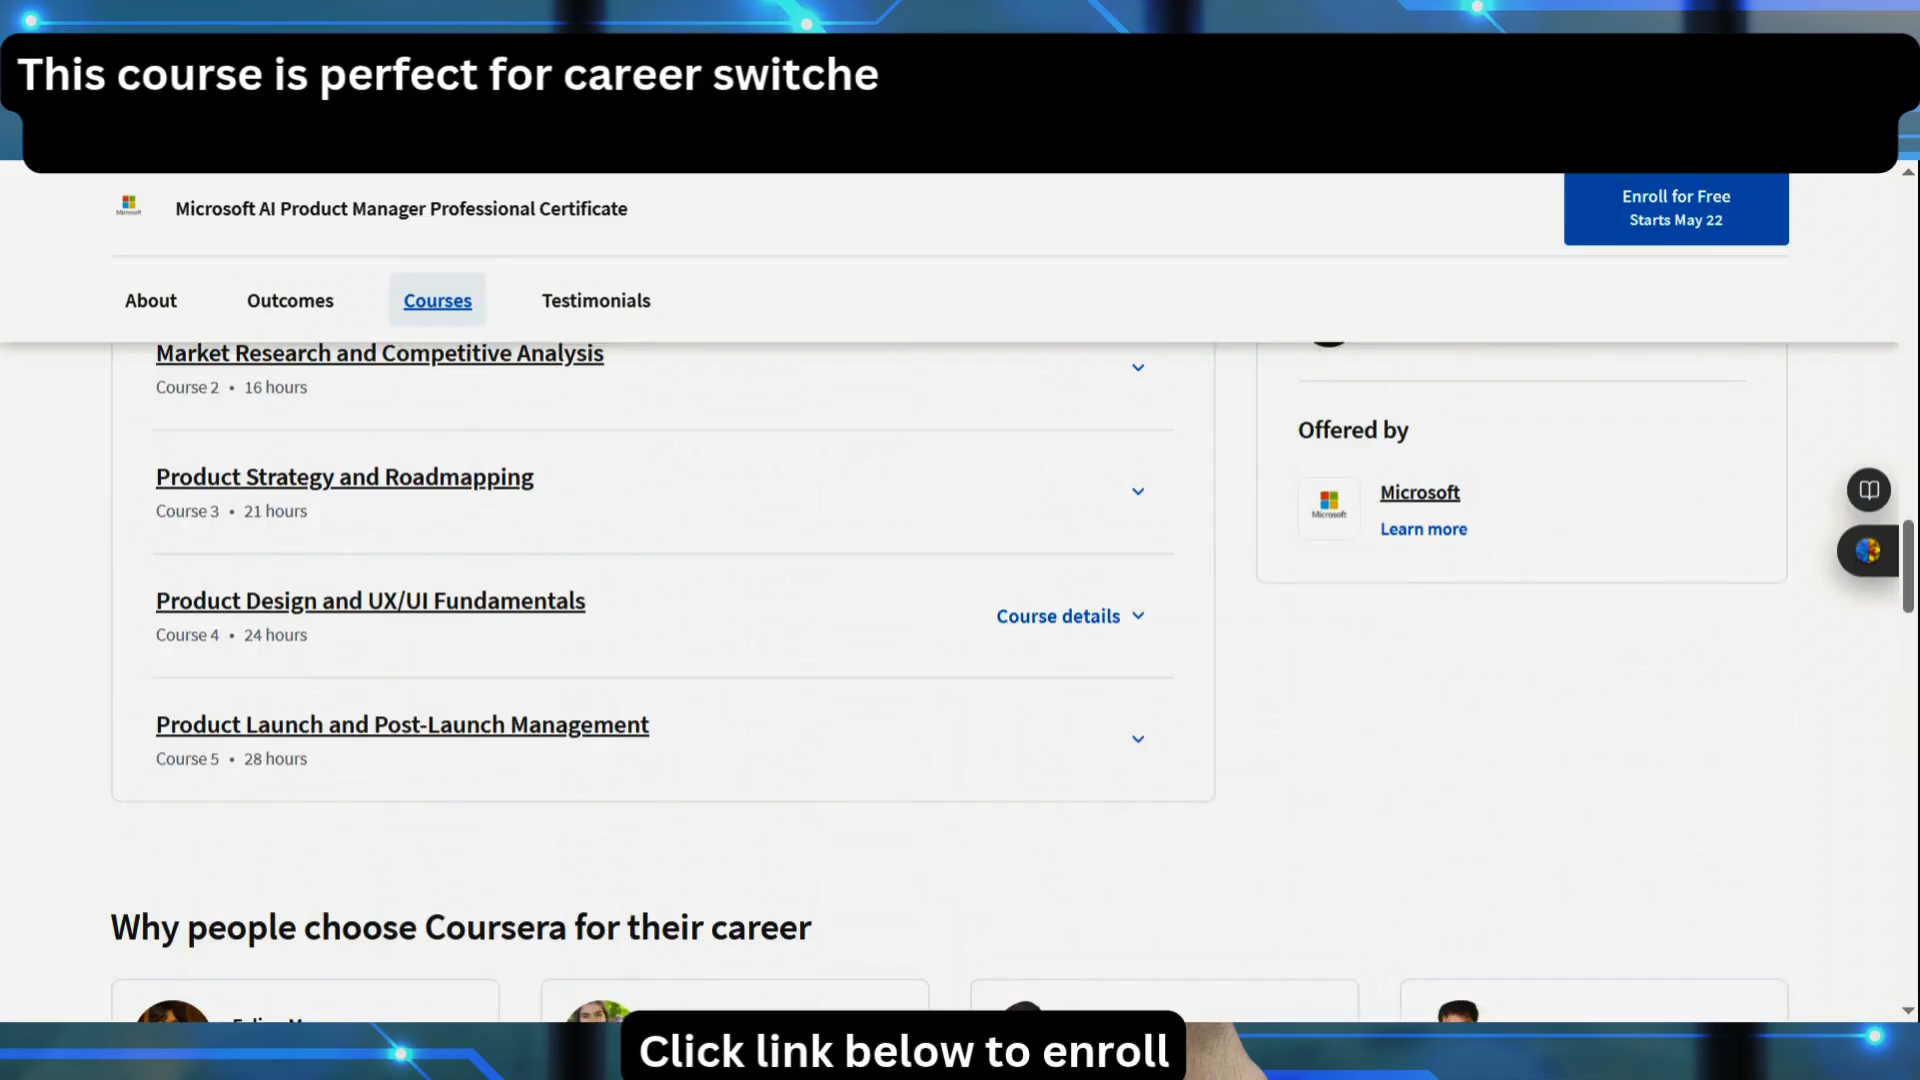 This course is perfect for career switche
Microsoft
Microsoft AI Product Manager Professional Certificate
Enroll for Free
Starts May 22
About
Outcomes
Courses
Testimonials
Market Research and Competitive Analysis
Course 2 • 16 hours
Product Strategy and Roadmapping
Course 3 • 21 hours
Product Design and UX/UI Fundamentals
Course 4 • 24 hours
Course details
Product Launch and Post-Launch Management
Course 5 • 28 hours
Offered by
Microsoft
Microsoft
Learn more
Why people choose Coursera for their career
Click link below to enroll